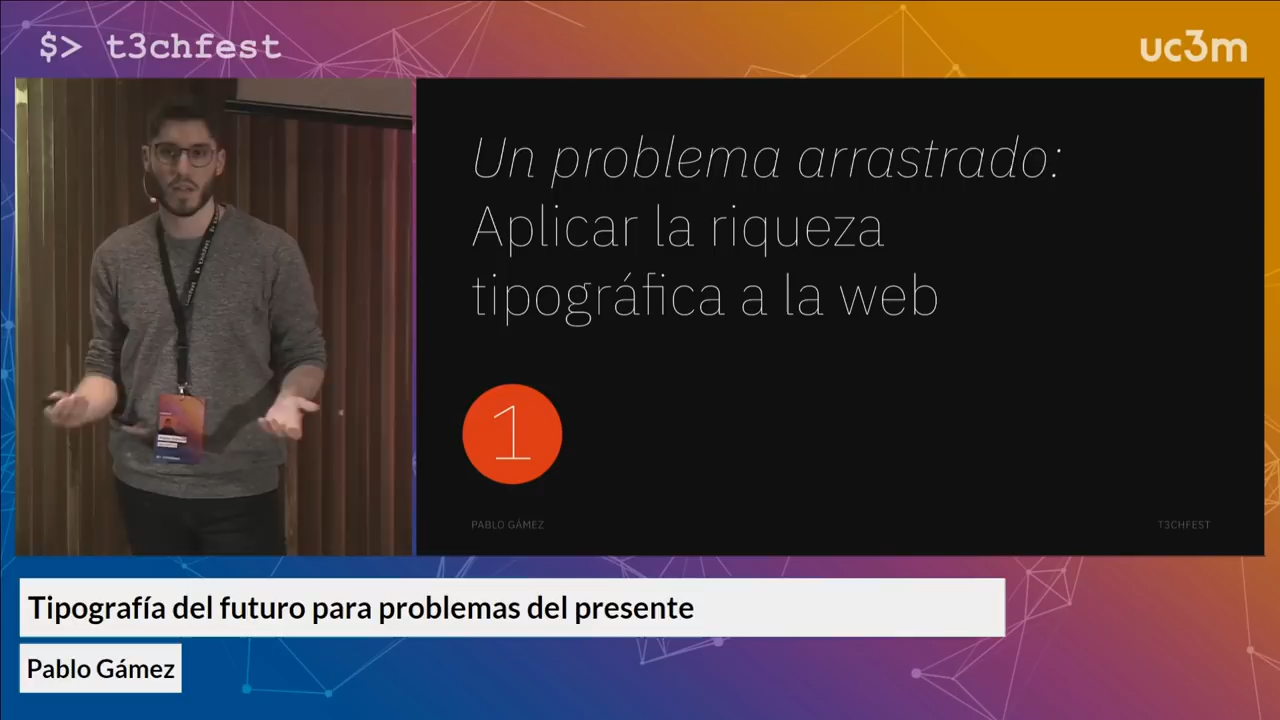 $> t3chfest
uc3m
Un problema arrastrado:
Aplicar la riqueza
tipográfica a la web
1
PABLO GÁMEZ
T3CHFEST
Tipografía del futuro para problemas del presente
Pablo Gámez